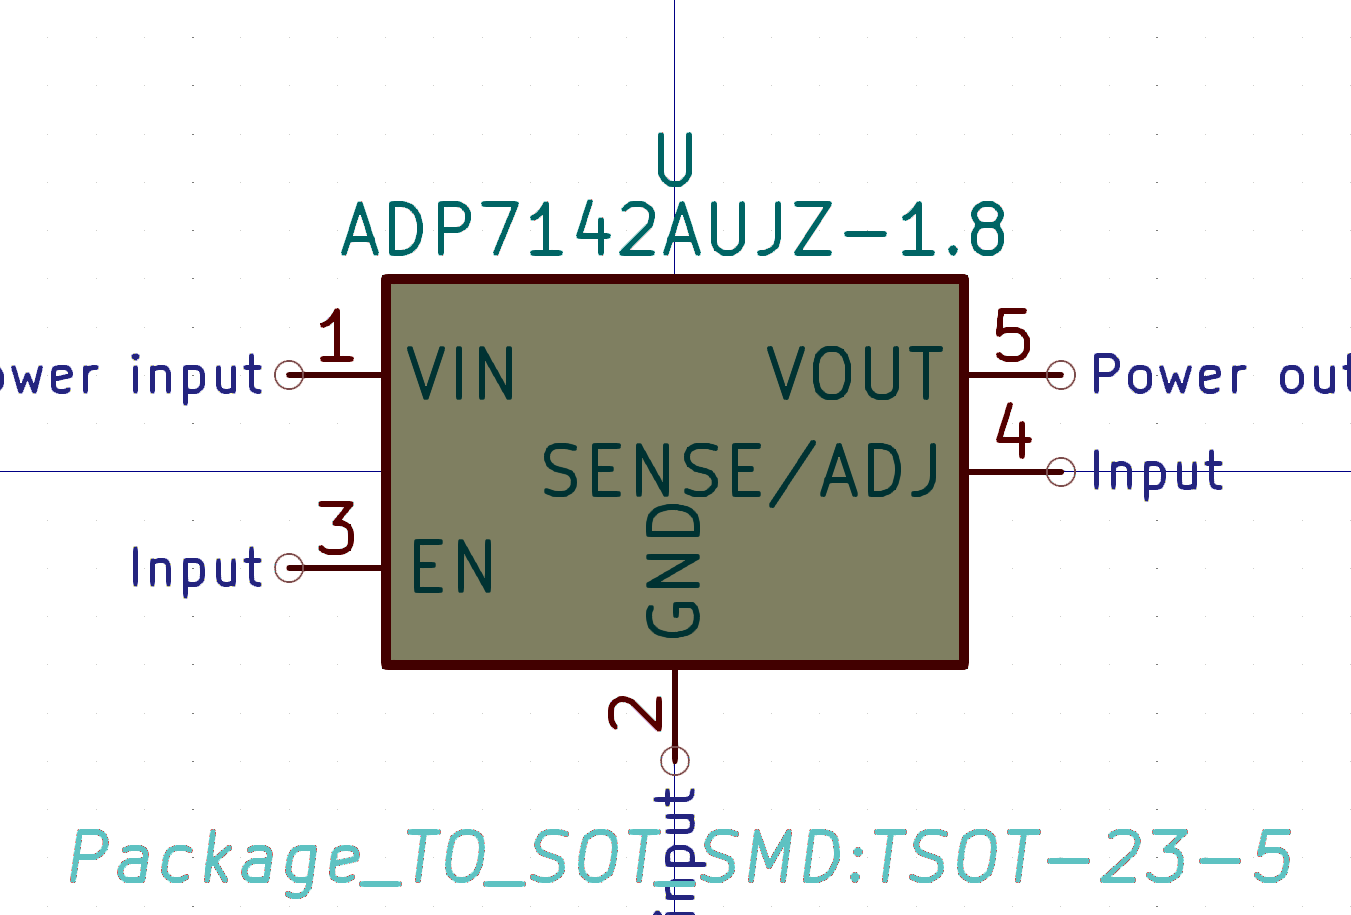 U
ADP7142AUJZ-1.8
1
5
ower input
VIN
VOUT
Power out
4
SENSE/ADJ
Input
3
Input
EN
GND
2
input
Package_TO_SOT_SMD:TSOT-23-5